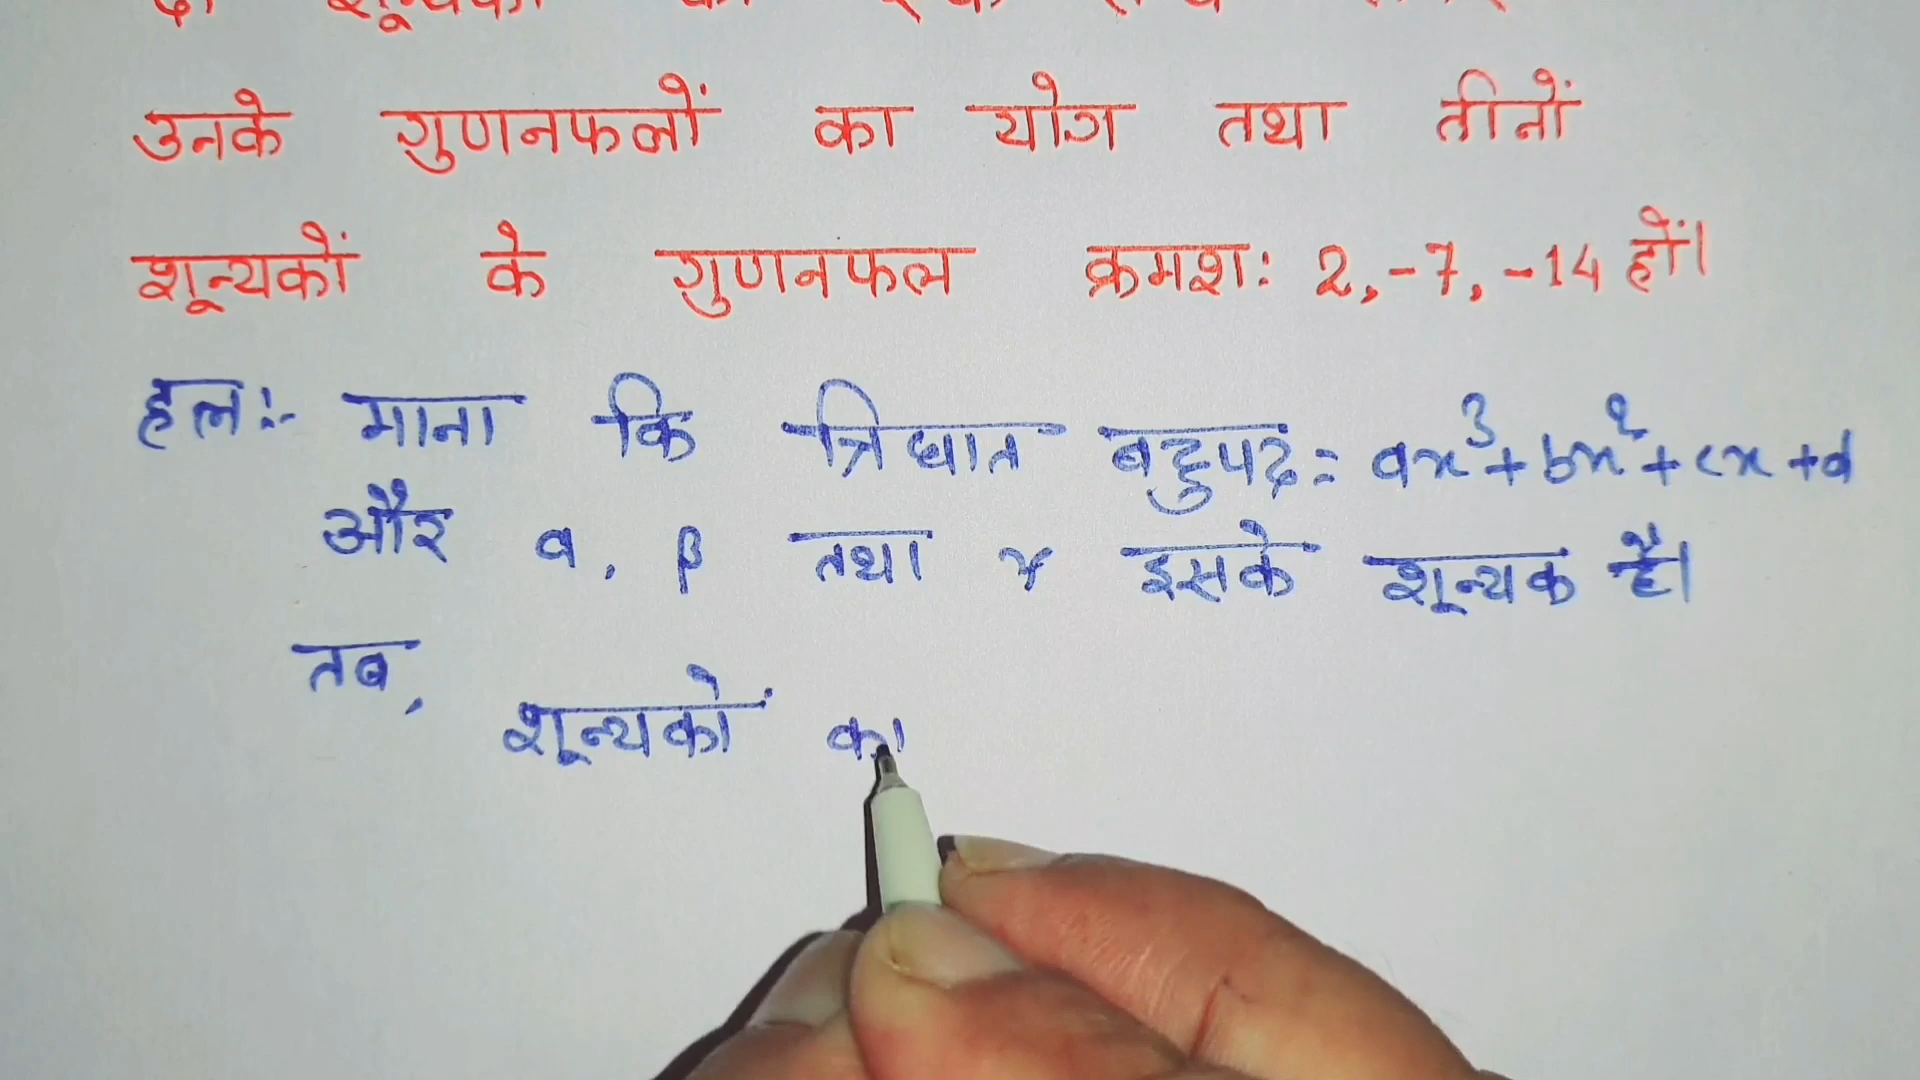 उनके गुणनफलों का योग तथा तीनों
शून्यकों के गुणनफल क्रमशः 2, -7, -14 हों।
हल:- माना कि त्रिघात बहुपद = ax³ + bx² + cx + d
और α, β तथा γ इसके शून्यक है।
तब,
शून्यकों का